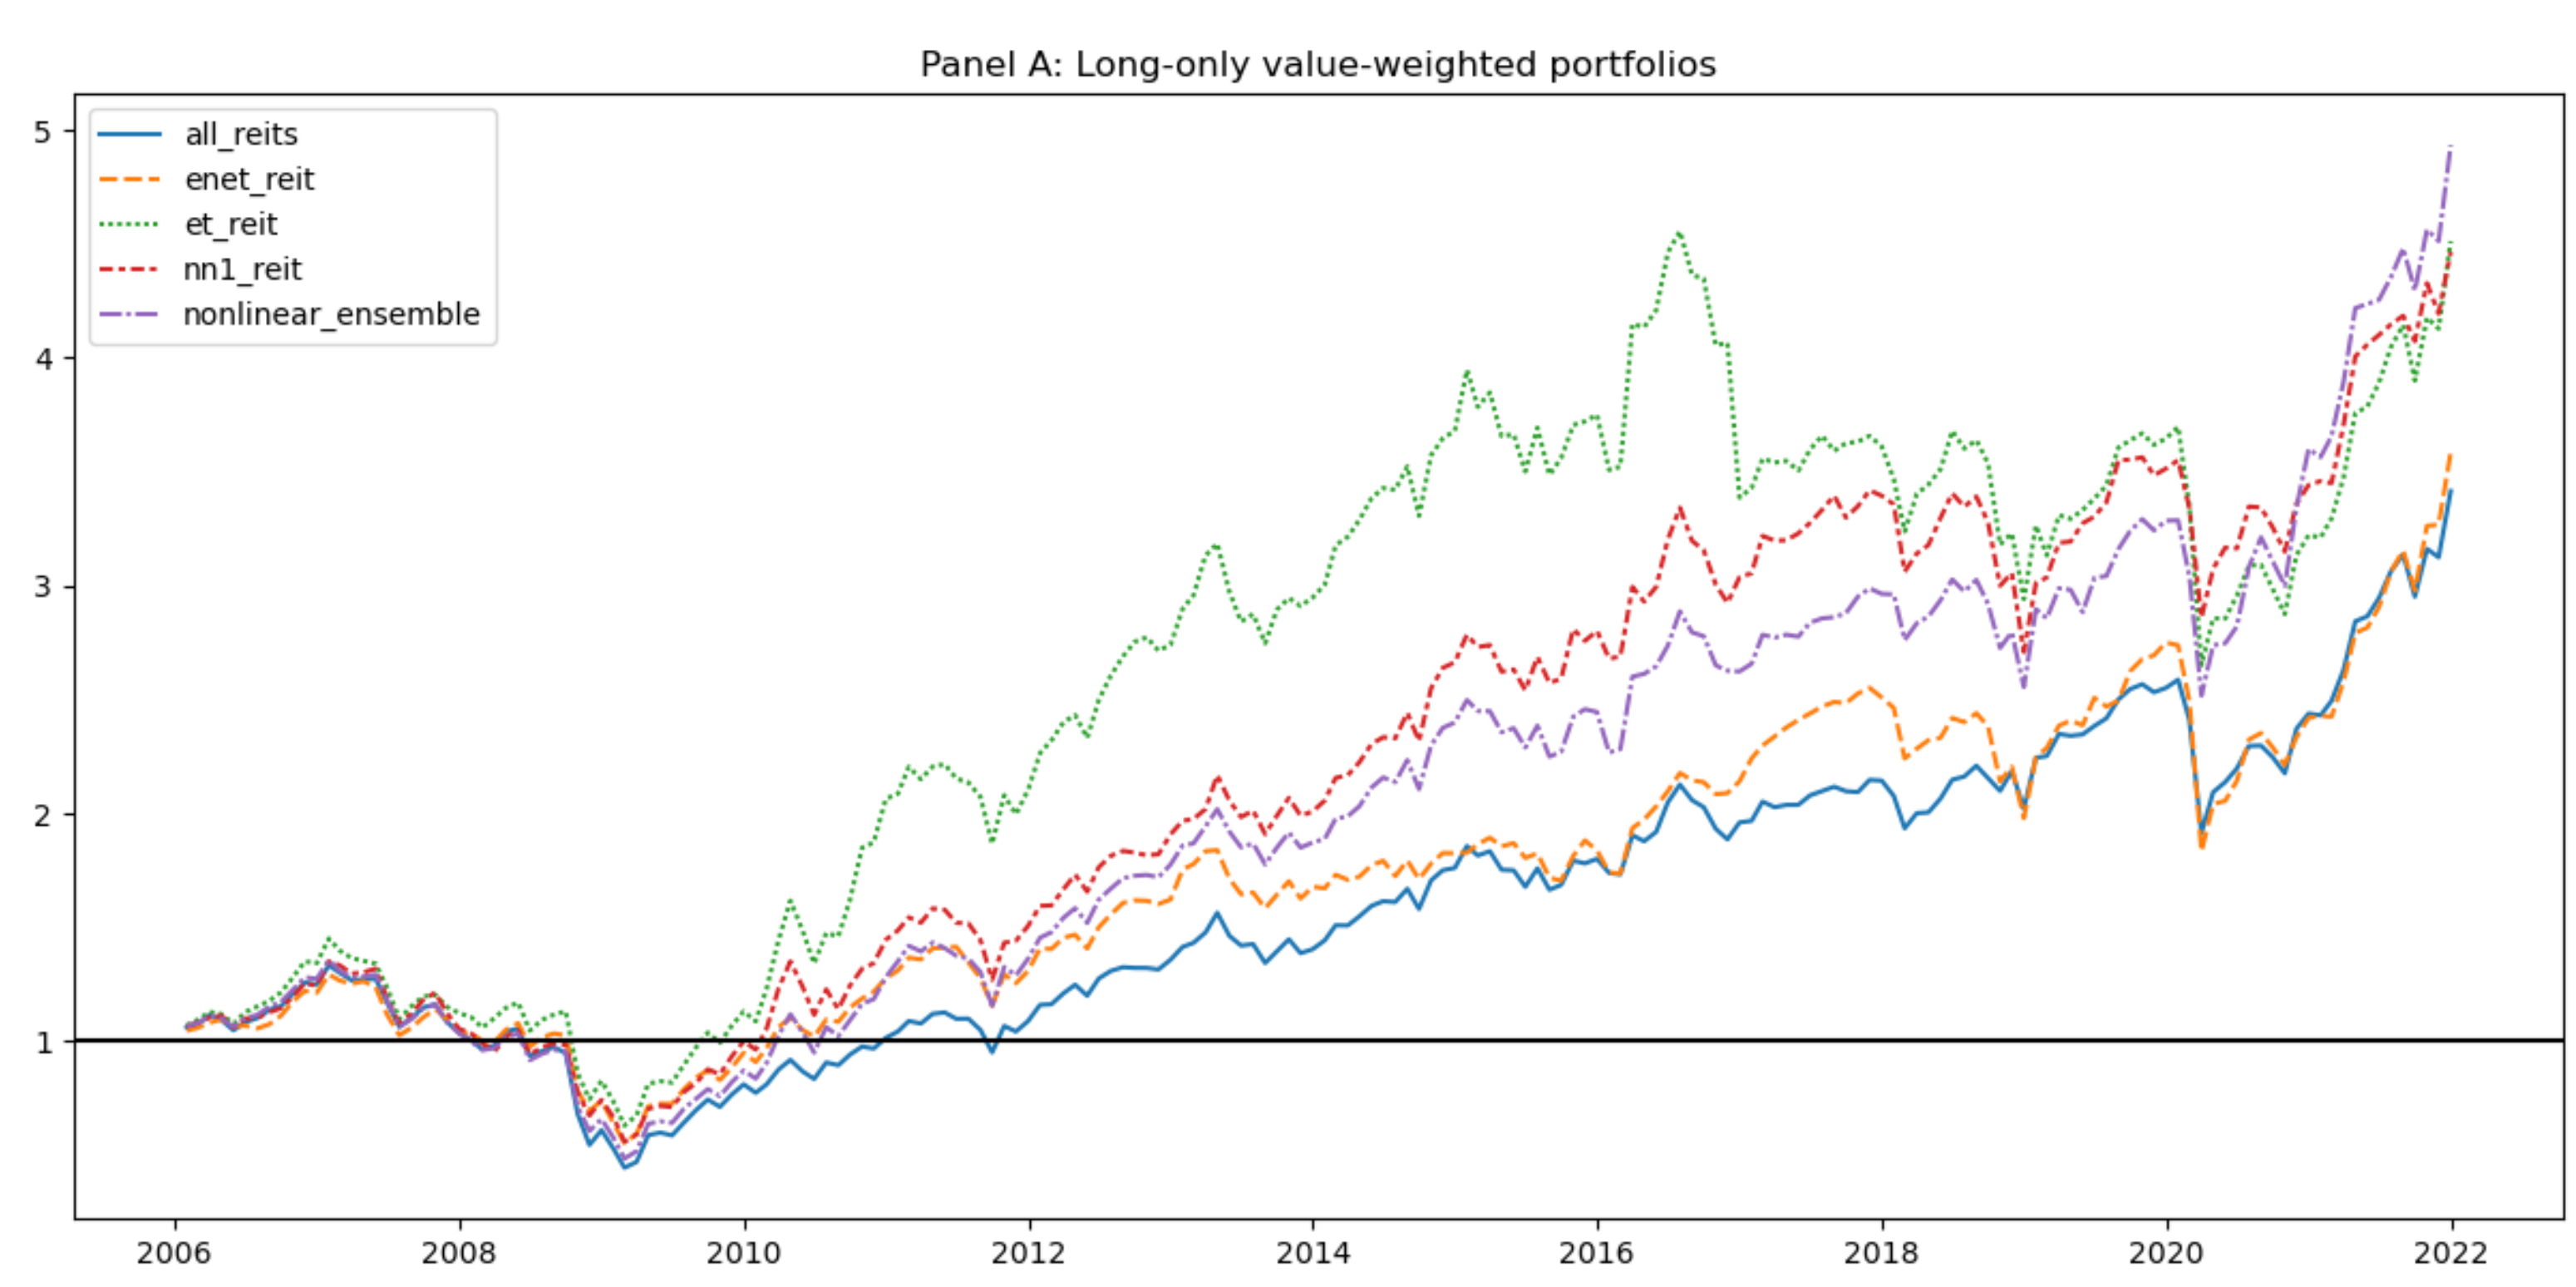 Panel A: Long-only value-weighted portfolios
5
4
3
2
1
all_reits
enet_reit
et_reit
nn1_reit
nonlinear_ensemble
2006 2008 2010 2012 2014 2016 2018 2020 2022